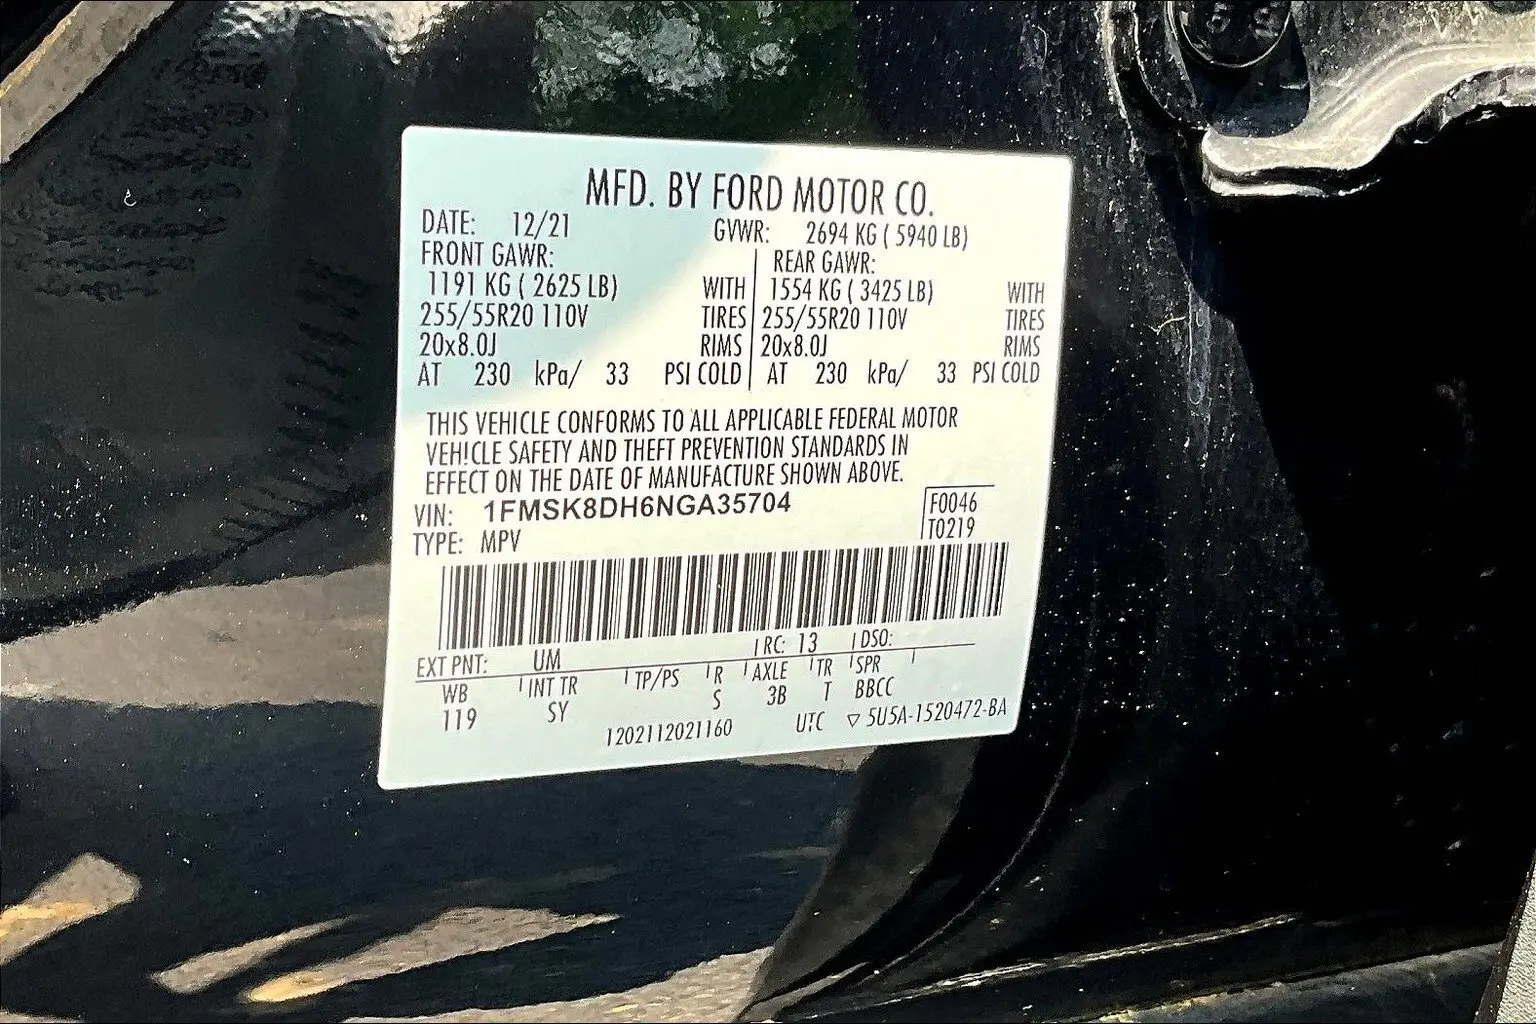 MFD. BY FORD MOTOR CO.
DATE: 12/21 GVWR: 2694 KG ( 5940 LB)
FRONT GAWR: REAR GAWR:
1191 KG ( 2625 LB) WITH 1554 KG ( 3425 LB) WITH
255/55R20 110V TIRES 255/55R20 110V TIRES
20x8.0J RIMS 20x8.0J RIMS
AT 230 kPa/ 33 PSI COLD AT 230 kPa/ 33 PSI COLD
THIS VEHICLE CONFORMS TO ALL APPLICABLE FEDERAL MOTOR
VEHICLE SAFETY AND THEFT PREVENTION STANDARDS IN
EFFECT ON THE DATE OF MANUFACTURE SHOWN ABOVE.
VIN: 1FMSK8DH6NGA35704 F0046
TYPE: MPV T0219
EXT PNT: UM RC: 13 DSO:
WB INT TR TP/PS R AXLE TR SPR
119 SY S 3B T BBCC
1202112021160 UTC ▽ 5U5A-1520472-BA